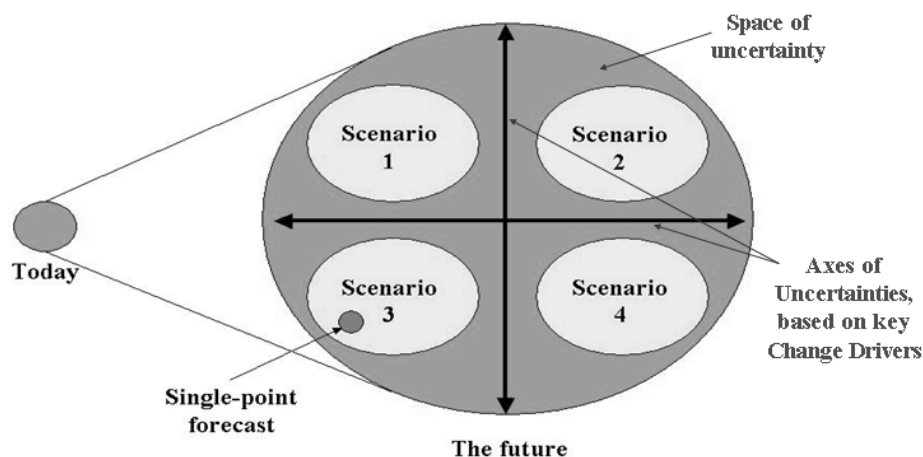 Space of
uncertainty
Scenario
1
Scenario
2
Today
Scenario
3
Scenario
4
Axes of
Uncertainties,
based on key
Change Drivers
Single-point
forecast
The future